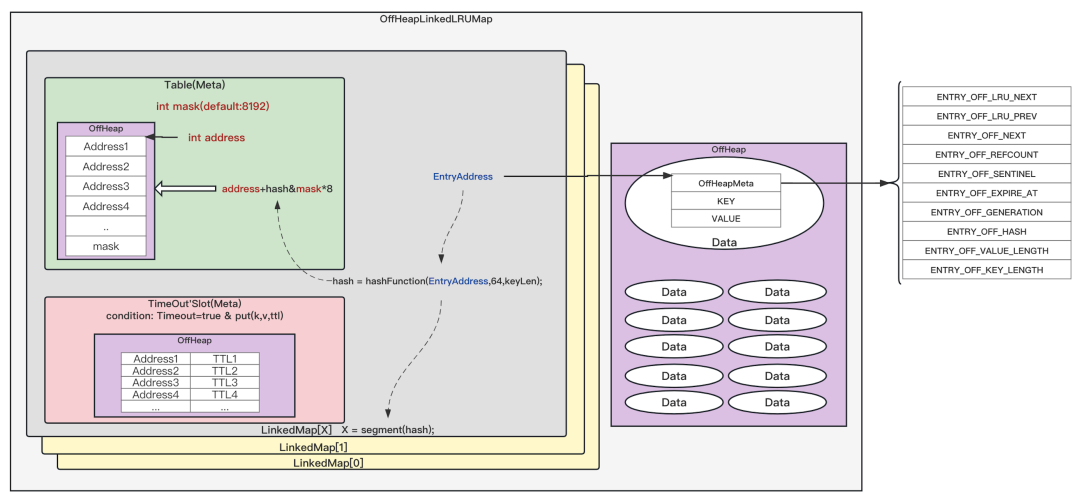 OffHeapLinkedLRUMap
Table(Meta)
int mask(default:8192)
OffHeap
int address
Address1
Address2
Address3
Address4
..
mask
address+hash&mask*8
EntryAddress
hash = hashFunction(EntryAddress,64,keyLen);
TimeOut'Slot(Meta)
condition: Timeout=true & put(k,v,ttl)
OffHeap
Address1 TTL1
Address2 TTL2
Address3 TTL3
Address4 TTL4
... ...
LinkedMap[X] X = segment(hash);
LinkedMap[1]
LinkedMap[0]
OffHeap
OffHeapMeta
KEY
VALUE
Data
Data Data
Data Data
Data Data
Data Data
Data Data
ENTRY_OFF_LRU_NEXT
ENTRY_OFF_LRU_PREV
ENTRY_OFF_NEXT
ENTRY_OFF_REFCOUNT
ENTRY_OFF_SENTINEL
ENTRY_OFF_EXPIRE_AT
ENTRY_OFF_GENERATION
ENTRY_OFF_HASH
ENTRY_OFF_VALUE_LENGTH
ENTRY_OFF_KEY_LENGTH